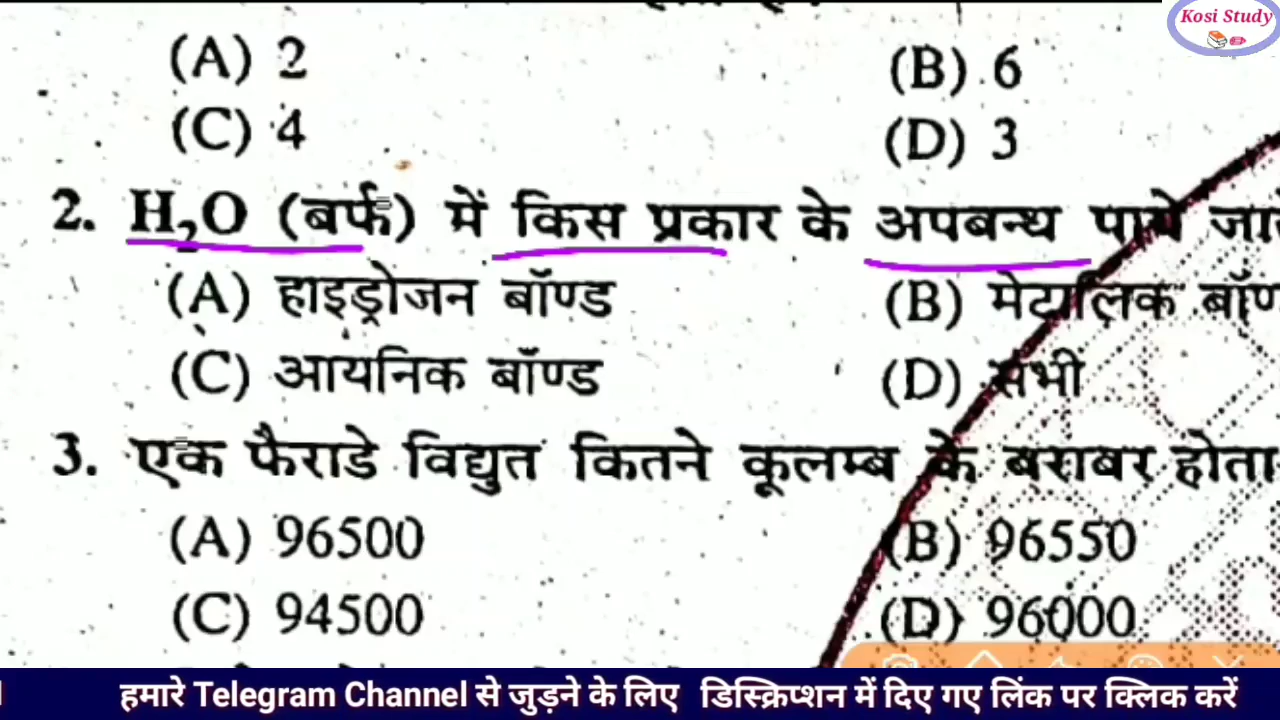 Kosi Study
(A) 2 (B) 6
(C) 4 (D) 3
2. H₂O (बर्फ) में किस प्रकार के अपबन्ध पाये
(A) हाइड्रोजन बॉण्ड (B) मेटालिक
(C) आयनिक बॉण्ड (D) सभी
3. एक फैराडे विद्युत कितने कूलम्ब के बराबर होता
(A) 96500 (B) 96550
(C) 94500 (D) 96000
हमारे Telegram Channel से जुड़ने के लिए डिस्क्रिप्शन में दिए गए लिंक पर क्लिक करें